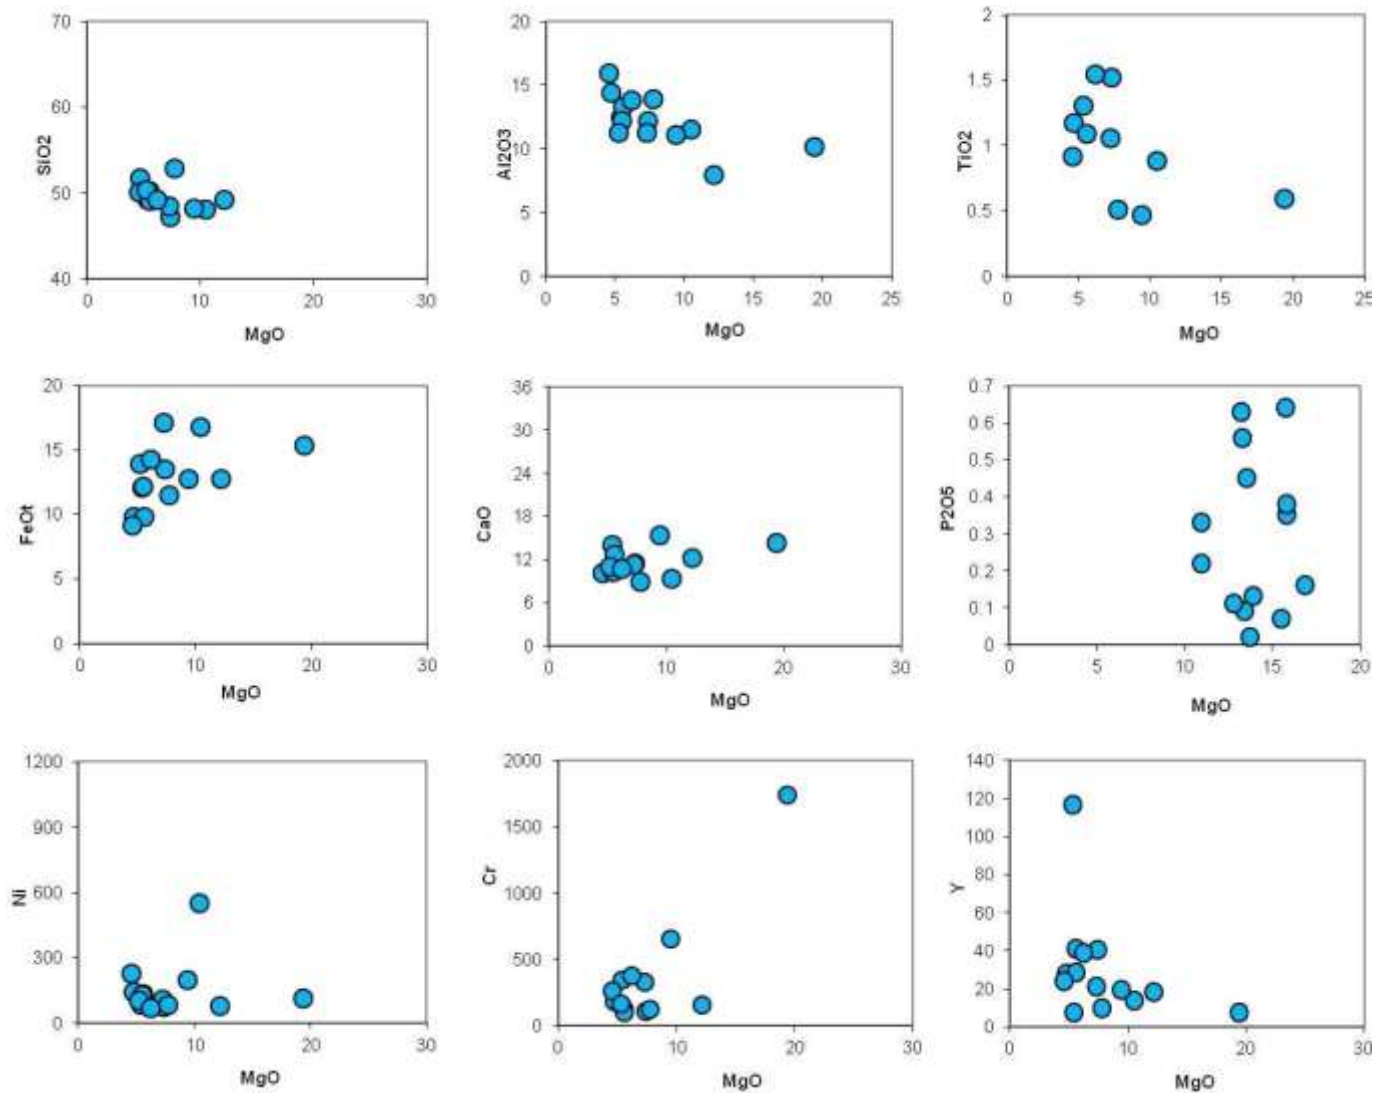 70
60
50
40
SiO2
0 10 20 30
MgO
20
15
10
5
0
Al2O3
0 5 10 15 20 25
MgO
2
1.5
1
0.5
0
TiO2
0 5 10 15 20 25
MgO
20
15
10
5
0
FeOt
0 10 20 30
MgO
36
30
24
18
12
6
0
CaO
0 10 20 30
MgO
0.7
0.6
0.5
0.4
0.3
0.2
0.1
0
P2O5
0 5 10 15 20
MgO
1200
900
600
300
0
Ni
0 10 20 30
MgO
2000
1500
1000
500
0
Cr
0 10 20 30
MgO
140
120
100
80
60
40
20
0
Y
0 10 20 30
MgO